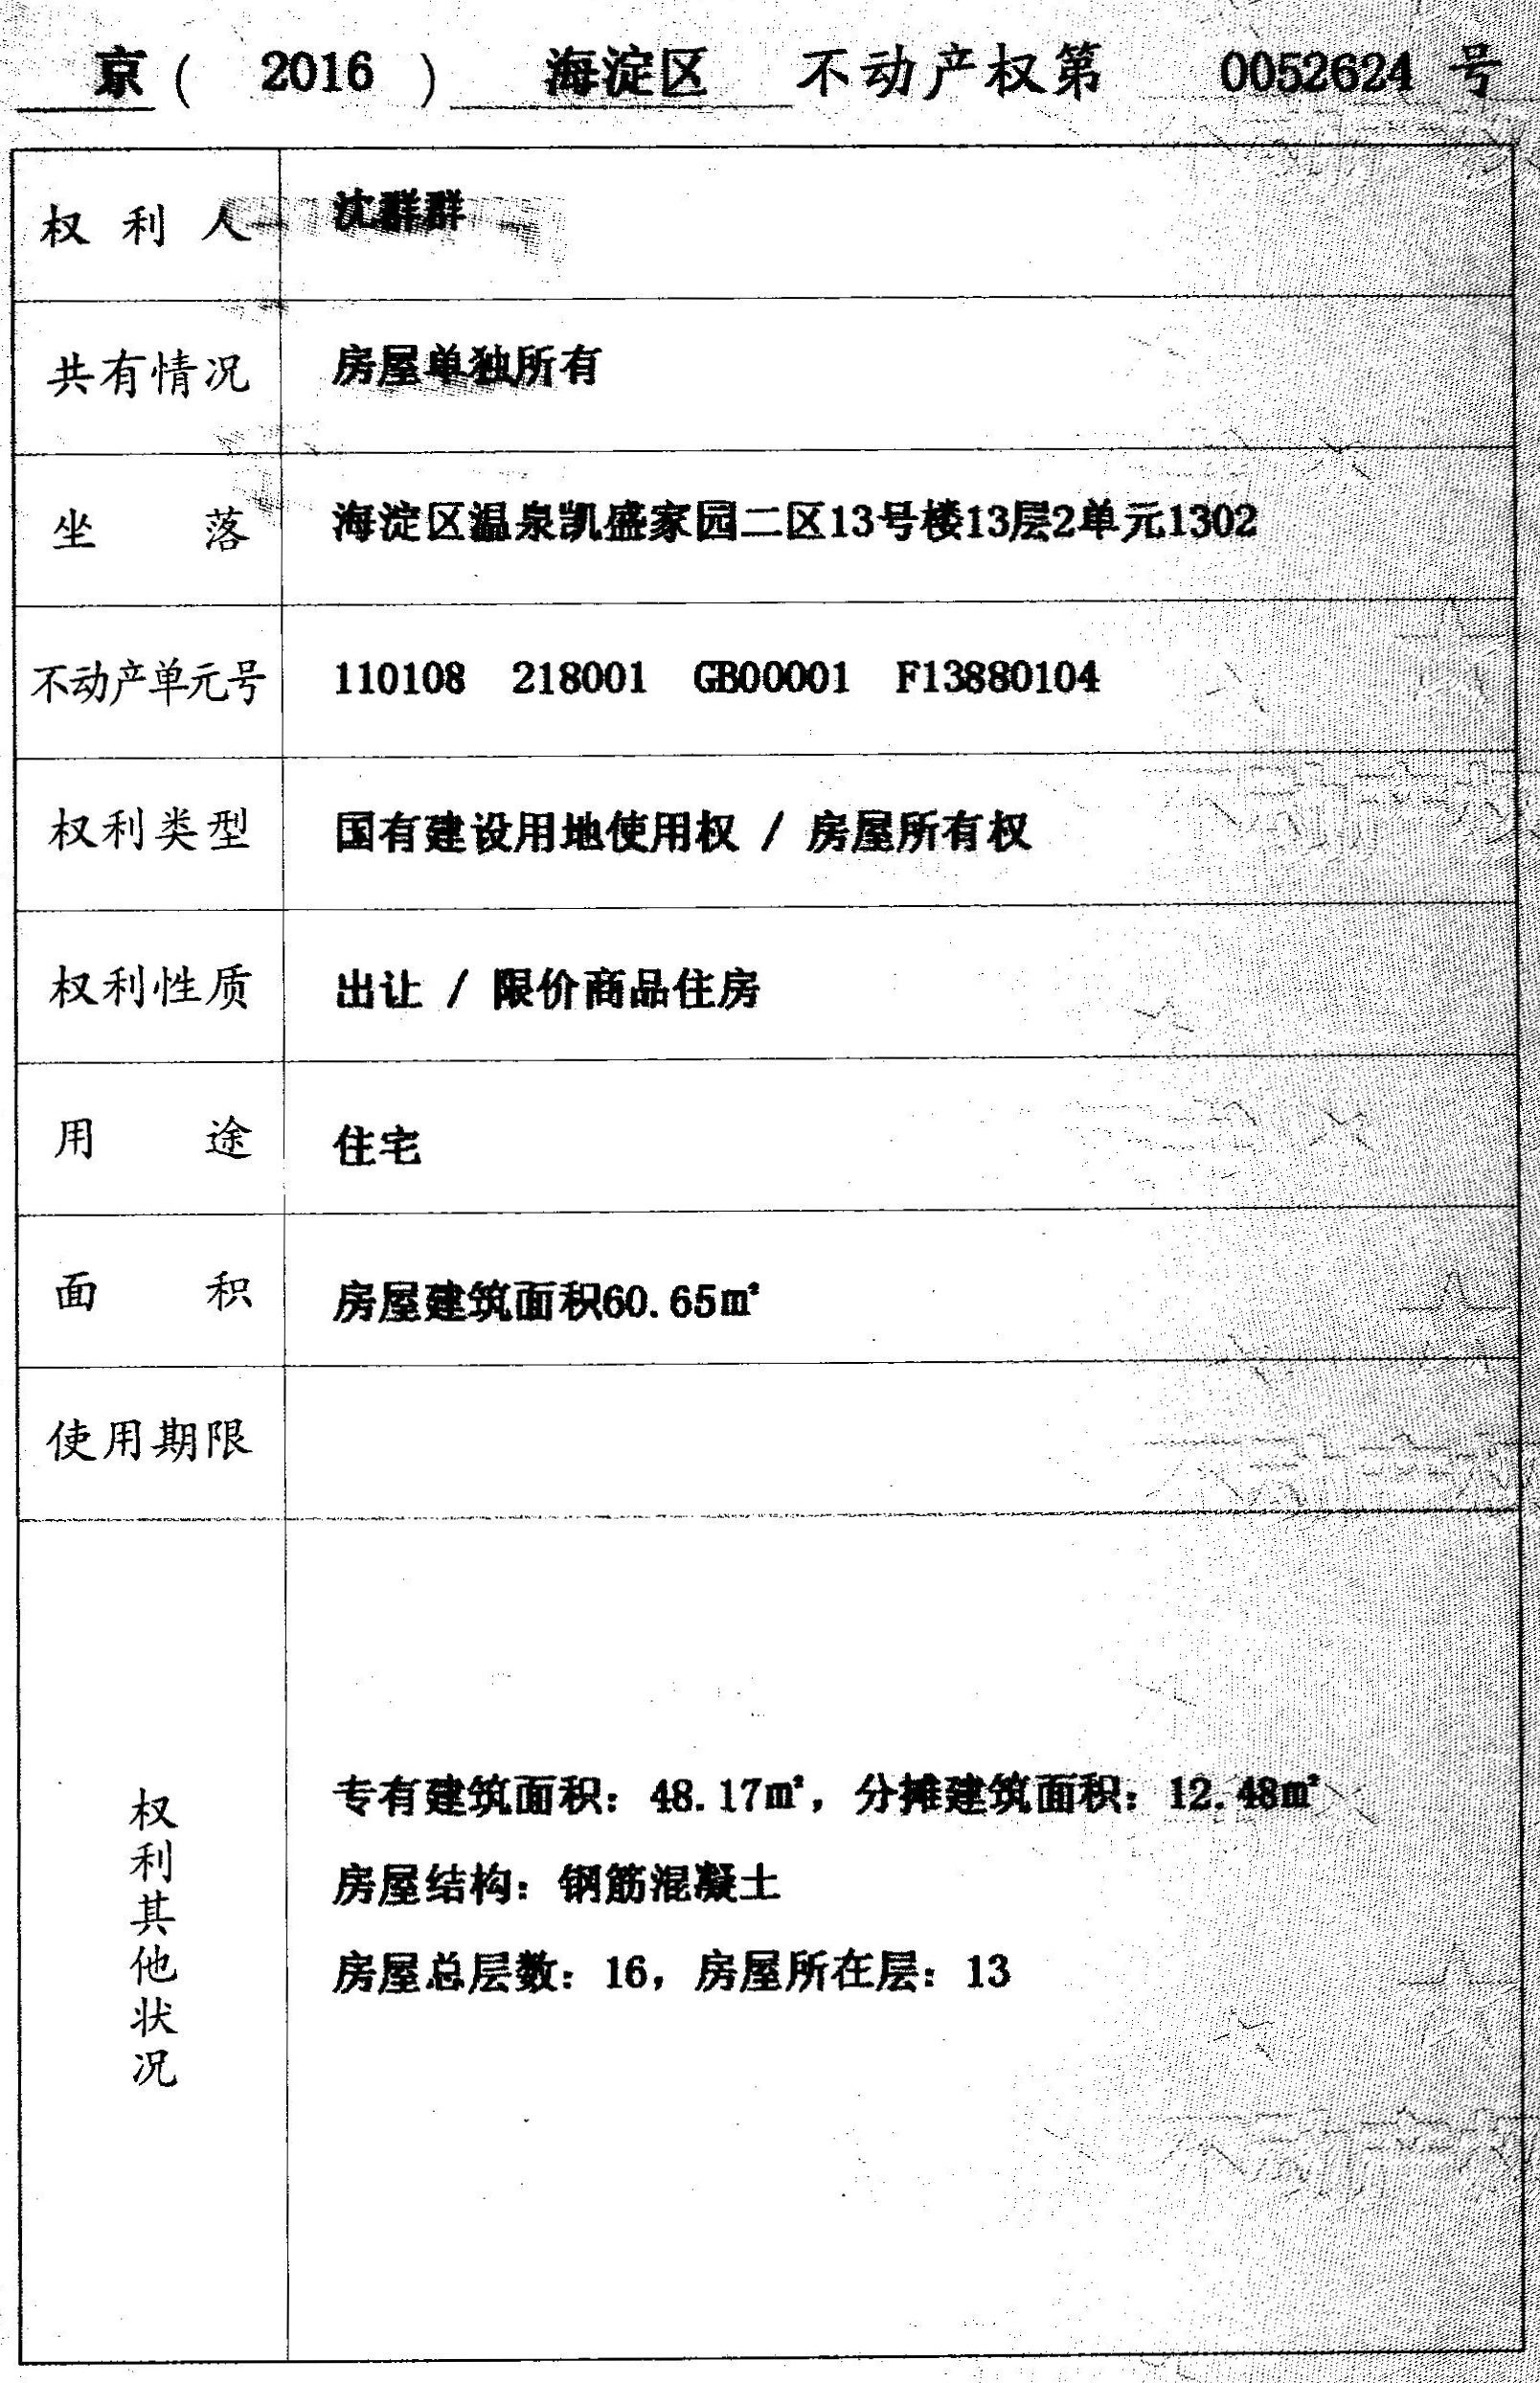 京（ 2016 ） 海淀区 不动产权第 0052624 号
权利人 沈群群
共有情况 房屋单独所有
坐落 海淀区温泉凯盛家园二区13号楼13层2单元1302
不动产单元号 110108 218001 GB00001 F13880104
权利类型 国有建设用地使用权 / 房屋所有权
权利性质 出让 / 限价商品住房
用途 住宅
面积 房屋建筑面积60.65㎡
使用期限
权利其他状况
专有建筑面积：48.17㎡，分摊建筑面积：12.48㎡
房屋结构：钢筋混凝土
房屋总层数：16，房屋所在层：13